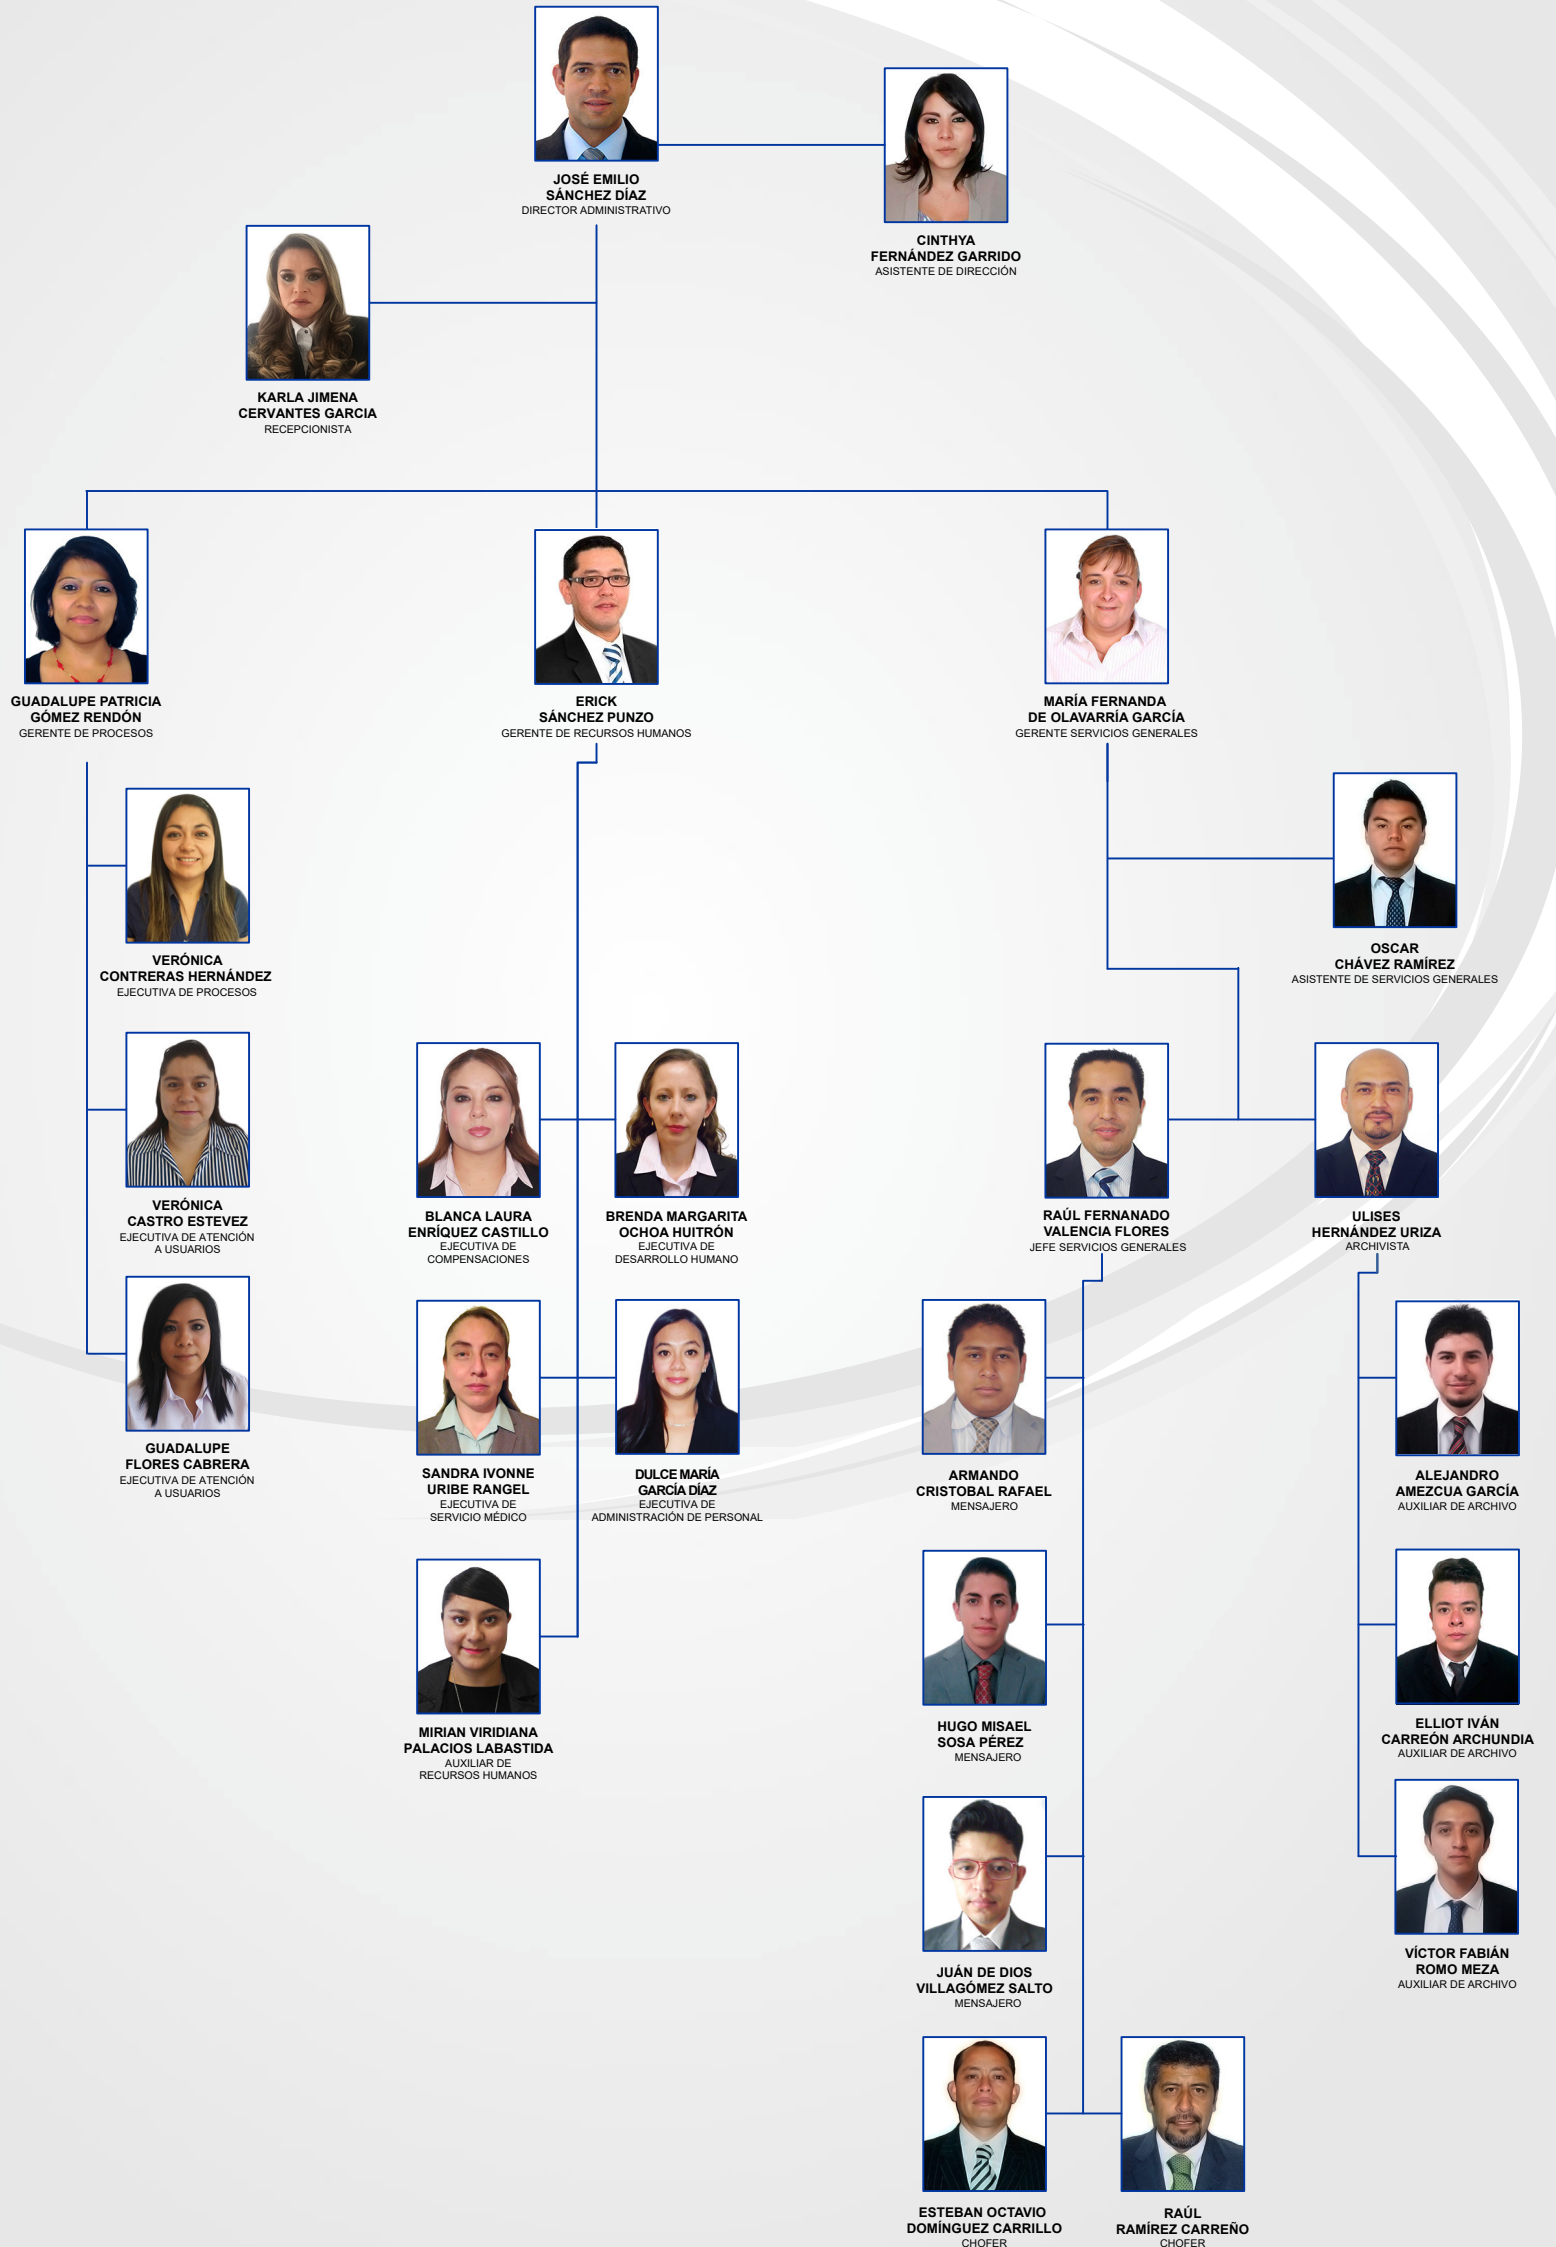 JOSÉ EMILIO
SÁNCHEZ DÍAZ
DIRECTOR ADMINISTRATIVO
CINTHYA
FERNÁNDEZ GARRIDO
ASISTENTE DE DIRECCIÓN
KARLA JIMENA
CERVANTES GARCIA
RECEPCIONISTA
GUADALUPE PATRICIA
GÓMEZ RENDÓN
GERENTE DE PROCESOS
ERICK
SÁNCHEZ PUNZO
GERENTE DE RECURSOS HUMANOS
MARÍA FERNANDA
DE OLAVARRÍA GARCÍA
GERENTE SERVICIOS GENERALES
OSCAR
CHÁVEZ RAMÍREZ
ASISTENTE DE SERVICIOS GENERALES
VERÓNICA
CONTRERAS HERNÁNDEZ
EJECUTIVA DE PROCESOS
VERÓNICA
CASTRO ESTEVEZ
EJECUTIVA DE ATENCIÓN
A USUARIOS
GUADALUPE
FLORES CABRERA
EJECUTIVA DE ATENCIÓN
A USUARIOS
BLANCA LAURA
ENRÍQUEZ CASTILLO
EJECUTIVA DE
COMPENSACIONES
BRENDA MARGARITA
OCHOA HUITRÓN
EJECUTIVA DE
DESARROLLO HUMANO
SANDRA IVONNE
URIBE RANGEL
EJECUTIVA DE
SERVICIO MÉDICO
DULCE MARÍA
GARCÍA DÍAZ
EJECUTIVA DE
ADMINISTRACIÓN DE PERSONAL
MIRIAN VIRIDIANA
PALACIOS LABASTIDA
AUXILIAR DE
RECURSOS HUMANOS
RAÚL FERNANADO
VALENCIA FLORES
JEFE SERVICIOS GENERALES
ULISES
HERNÁNDEZ URIZA
ARCHIVISTA
ARMANDO
CRISTOBAL RAFAEL
MENSAJERO
HUGO MISAEL
SOSA PÉREZ
MENSAJERO
JUÁN DE DIOS
VILLAGÓMEZ SALTO
MENSAJERO
ESTEBAN OCTAVIO
DOMÍNGUEZ CARRILLO
CHOFER
RAÚL
RAMÍREZ CARREÑO
CHOFER
ALEJANDRO
AMEZCUA GARCÍA
AUXILIAR DE ARCHIVO
ELLIOT IVÁN
CARREÓN ARCHUNDIA
AUXILIAR DE ARCHIVO
VÍCTOR FABIÁN
ROMO MEZA
AUXILIAR DE ARCHIVO